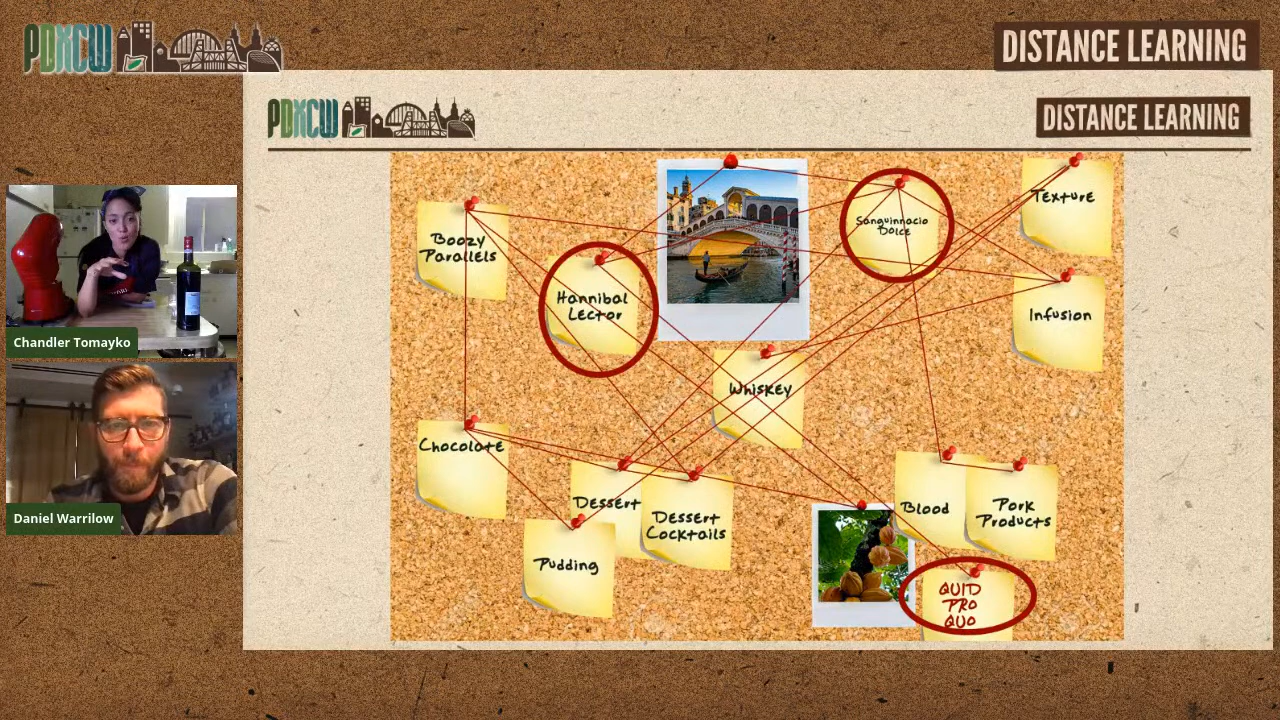 PDXCW
DISTANCE LEARNING
PDXCW
DISTANCE LEARNING
Boozy
Parallels
Hannibal
Lector
Sanguinnacio
Dolce
Texture
Infusion
Whiskey
Chocolate
Dessert
Dessert
Cocktails
Pudding
Blood
Pork
Products
QUID
PRO
QUO
Chandler Tomayko
Daniel Warrilow